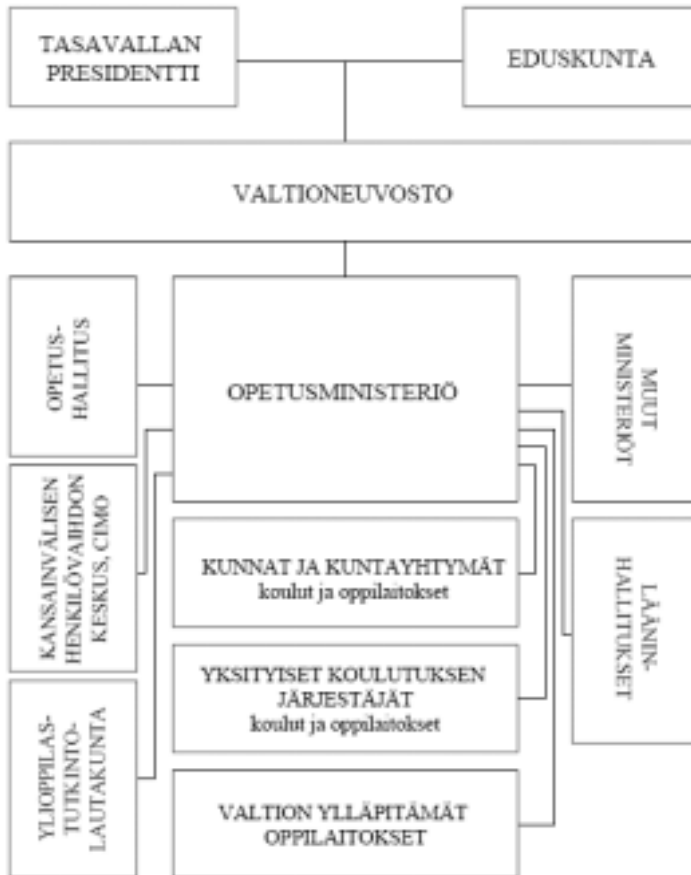 TASAVALLAN
PRESIDENTTI
EDUSKUNTA
VALTIONEUVOSTO
OPETUS-
HALLITUS
OPETUSMINISTERIÖ
MUUT
MINISTERIÖT
KANSAINVÄLISEN
HENKILÖVAIHDON
KESKUS, CIMO
KUNNAT JA KUNTAYHTYMÄT
koulut ja oppilaitokset
LÄÄNIN-
HALLITUKSET
YKSITYISET KOULUTUKSEN
JÄRJESTÄJÄT
koulut ja oppilaitokset
YLIOPPILAS-
TUTKINTO-
LAUTAKUNTA
VALTION YLLÄPITÄMÄT
OPPILAITOKSET